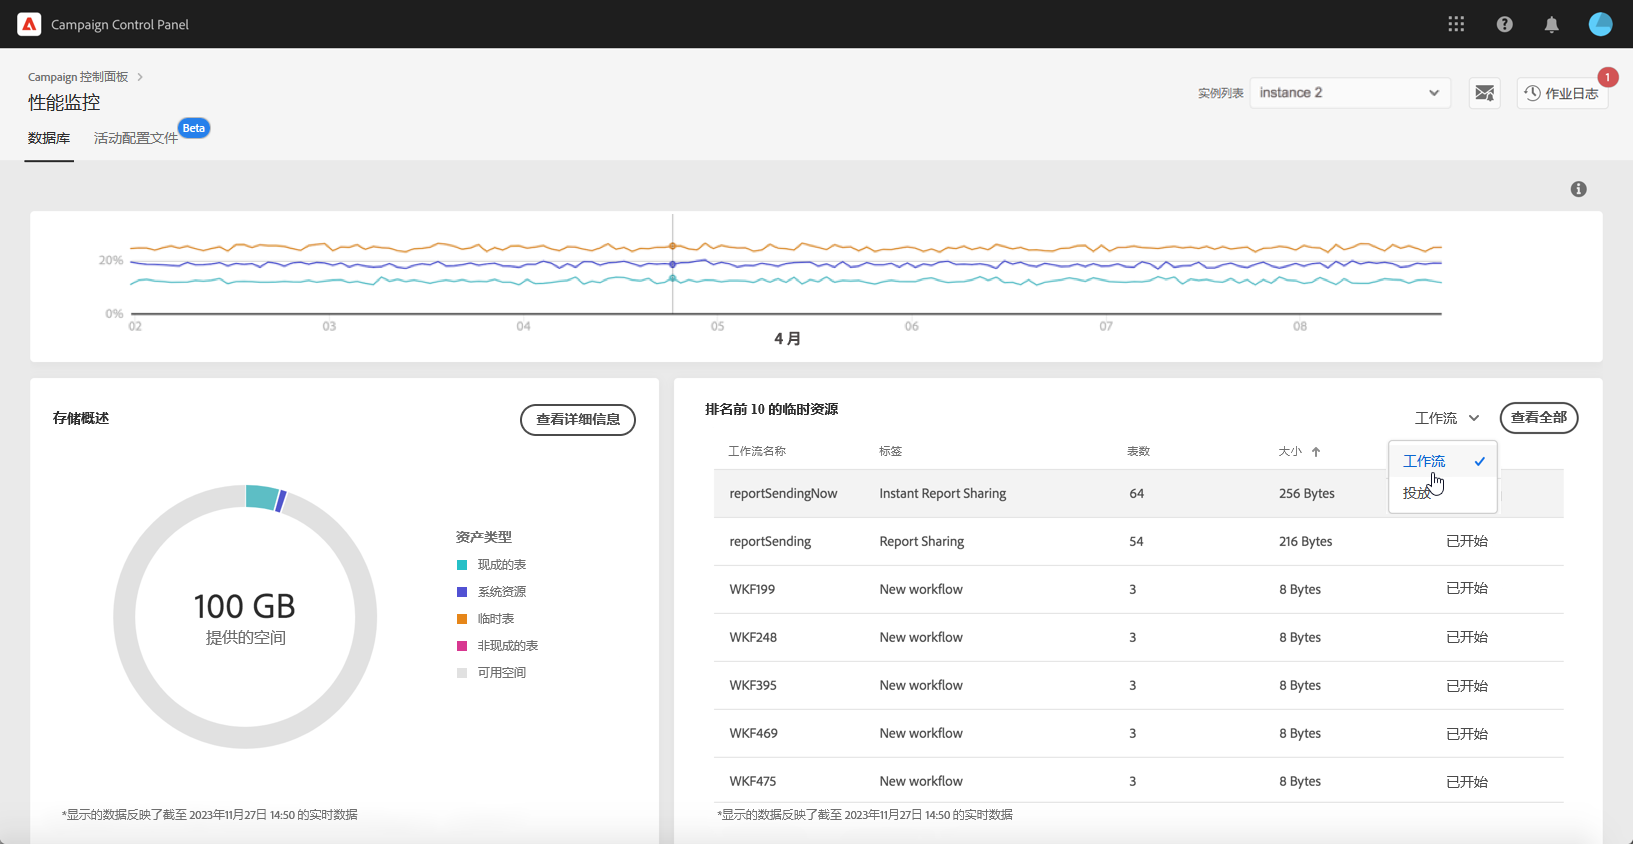 Campaign Control Panel
Campaign 控制面板
性能监控
实例列表
instance 2
作业日志
1
数据库
活动配置文件
Beta
20%
0%
02 03 04 05 06 07 08
4 月
存储概述
查看详细信息
100 GB
提供的空间
资产类型
现成的表
系统资源
临时表
非现成的表
可用空间
*显示的数据反映了截至 2023年11月27日 14:50 的实时数据
排名前 10 的临时资源
工作流
查看全部
工作流名称 标签 表数 大小
工作流
投放
reportSendingNow Instant Report Sharing 64 256 Bytes
reportSending Report Sharing 54 216 Bytes 已开始
WKF199 New workflow 3 8 Bytes 已开始
WKF248 New workflow 3 8 Bytes 已开始
WKF395 New workflow 3 8 Bytes 已开始
WKF469 New workflow 3 8 Bytes 已开始
WKF475 New workflow 3 8 Bytes 已开始
*显示的数据反映了截至 2023年11月27日 14:50 的实时数据